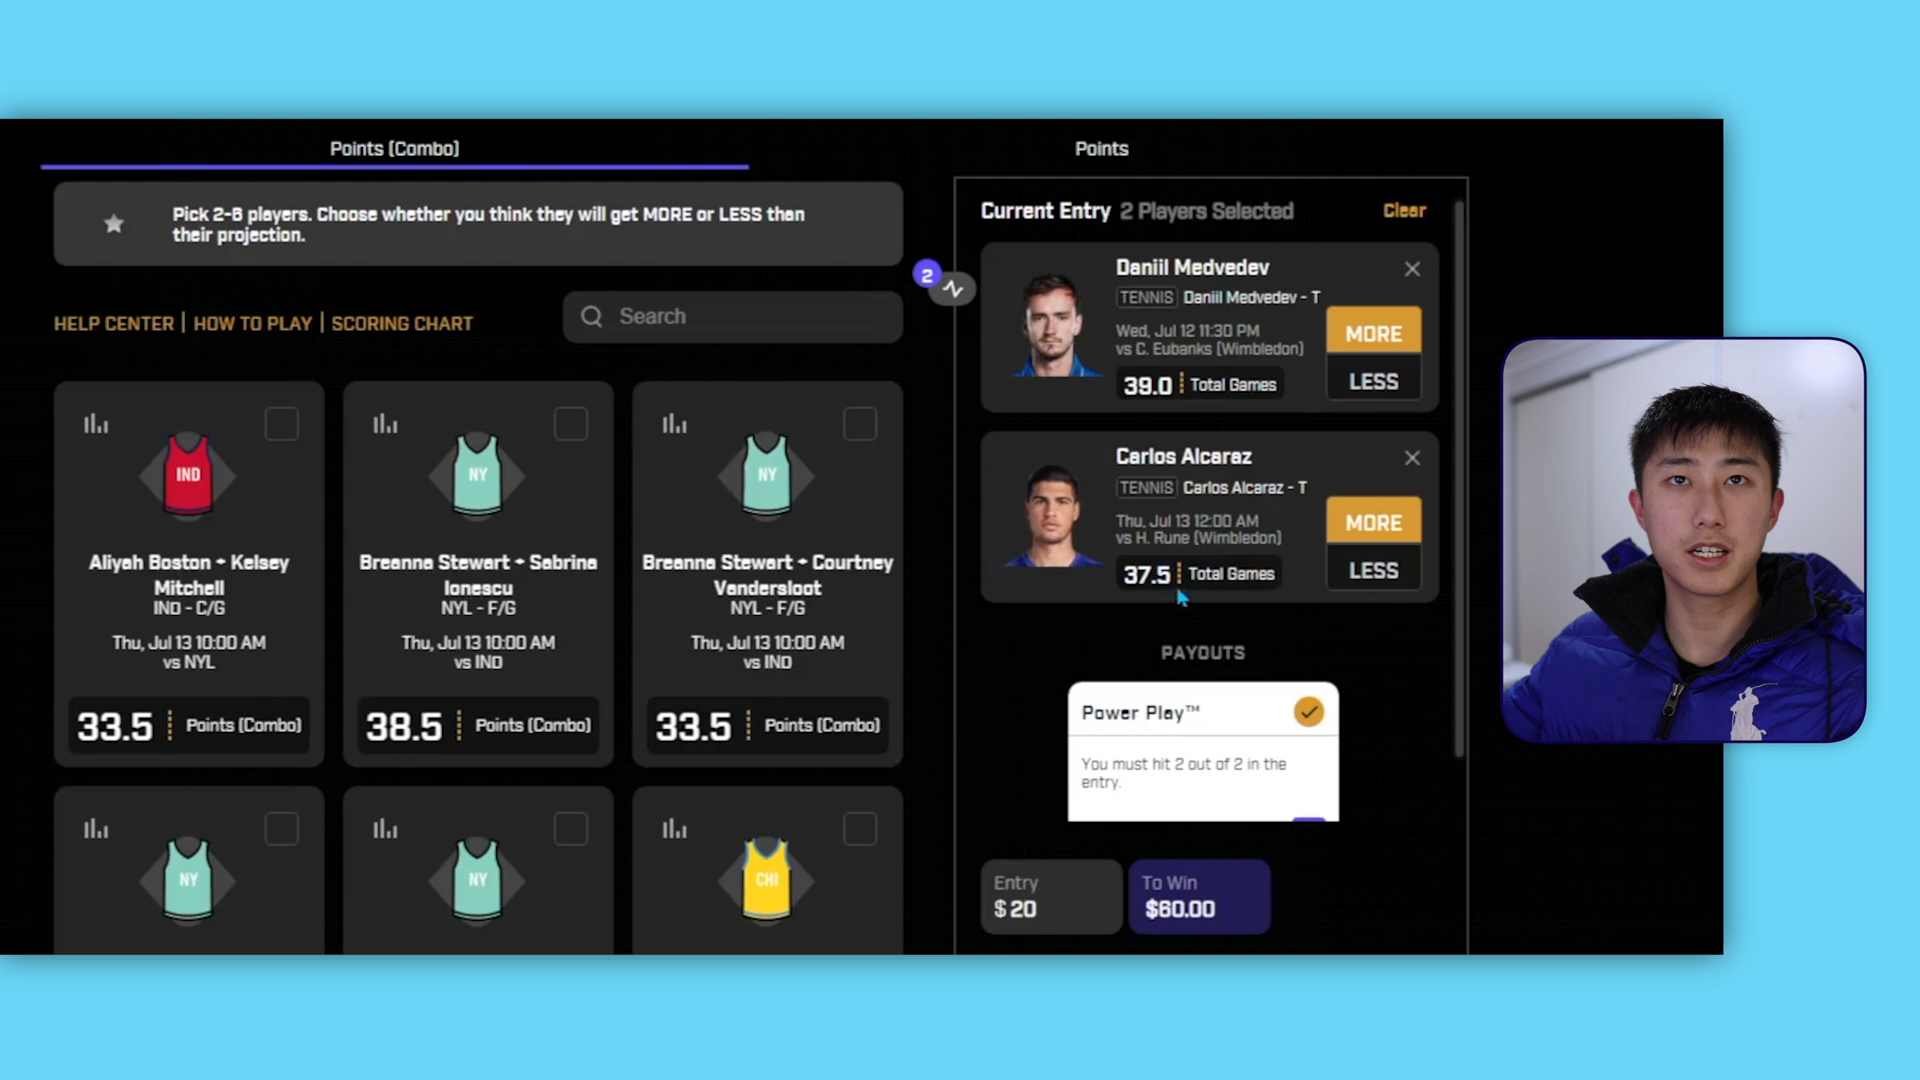 Points (Combo)
Points
Pick 2-6 players. Choose whether you think they will get MORE or LESS than
their projection.
HELP CENTER | HOW TO PLAY | SCORING CHART
Search
IND
Aliyah Boston + Kelsey
Mitchell
IND - C/G
Thu, Jul 13 10:00 AM
vs NYL
33.5 Points (Combo)
NY
Breanna Stewart + Sabrina
Ionescu
NYL - F/G
Thu, Jul 13 10:00 AM
vs IND
38.5 Points (Combo)
NY
Breanna Stewart + Courtney
Vandersloot
NYL - F/G
Thu, Jul 13 10:00 AM
vs IND
33.5 Points (Combo)
NY
NY
CHI
2
Current Entry 2 Players Selected
Clear
Daniil Medvedev
TENNIS Daniil Medvedev - T
Wed, Jul 12 11:30 PM
vs C. Eubanks (Wimbledon)
39.0 Total Games
MORE
LESS
Carlos Alcaraz
TENNIS Carlos Alcaraz - T
Thu, Jul 13 12:00 AM
vs H. Rune (Wimbledon)
37.5 Total Games
MORE
LESS
PAYOUTS
Power Play™
You must hit 2 out of 2 in the
entry.
Entry
$ 20
To Win
$60.00